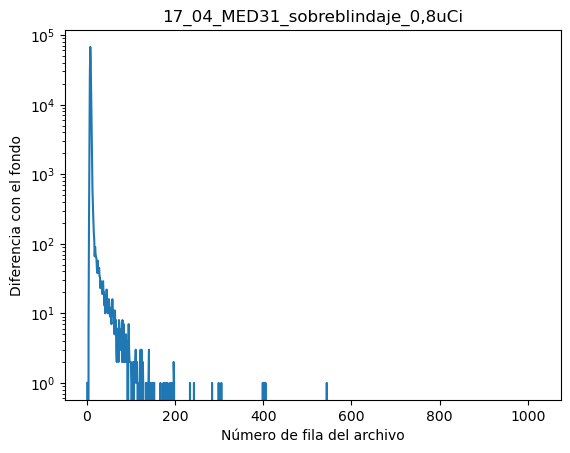 17_04_MED31_sobreblindaje_0,8uCi
Diferencia con el fondo
10^5
10^4
10^3
10^2
10^1
10^0
0 200 400 600 800 1000
Número de fila del archivo